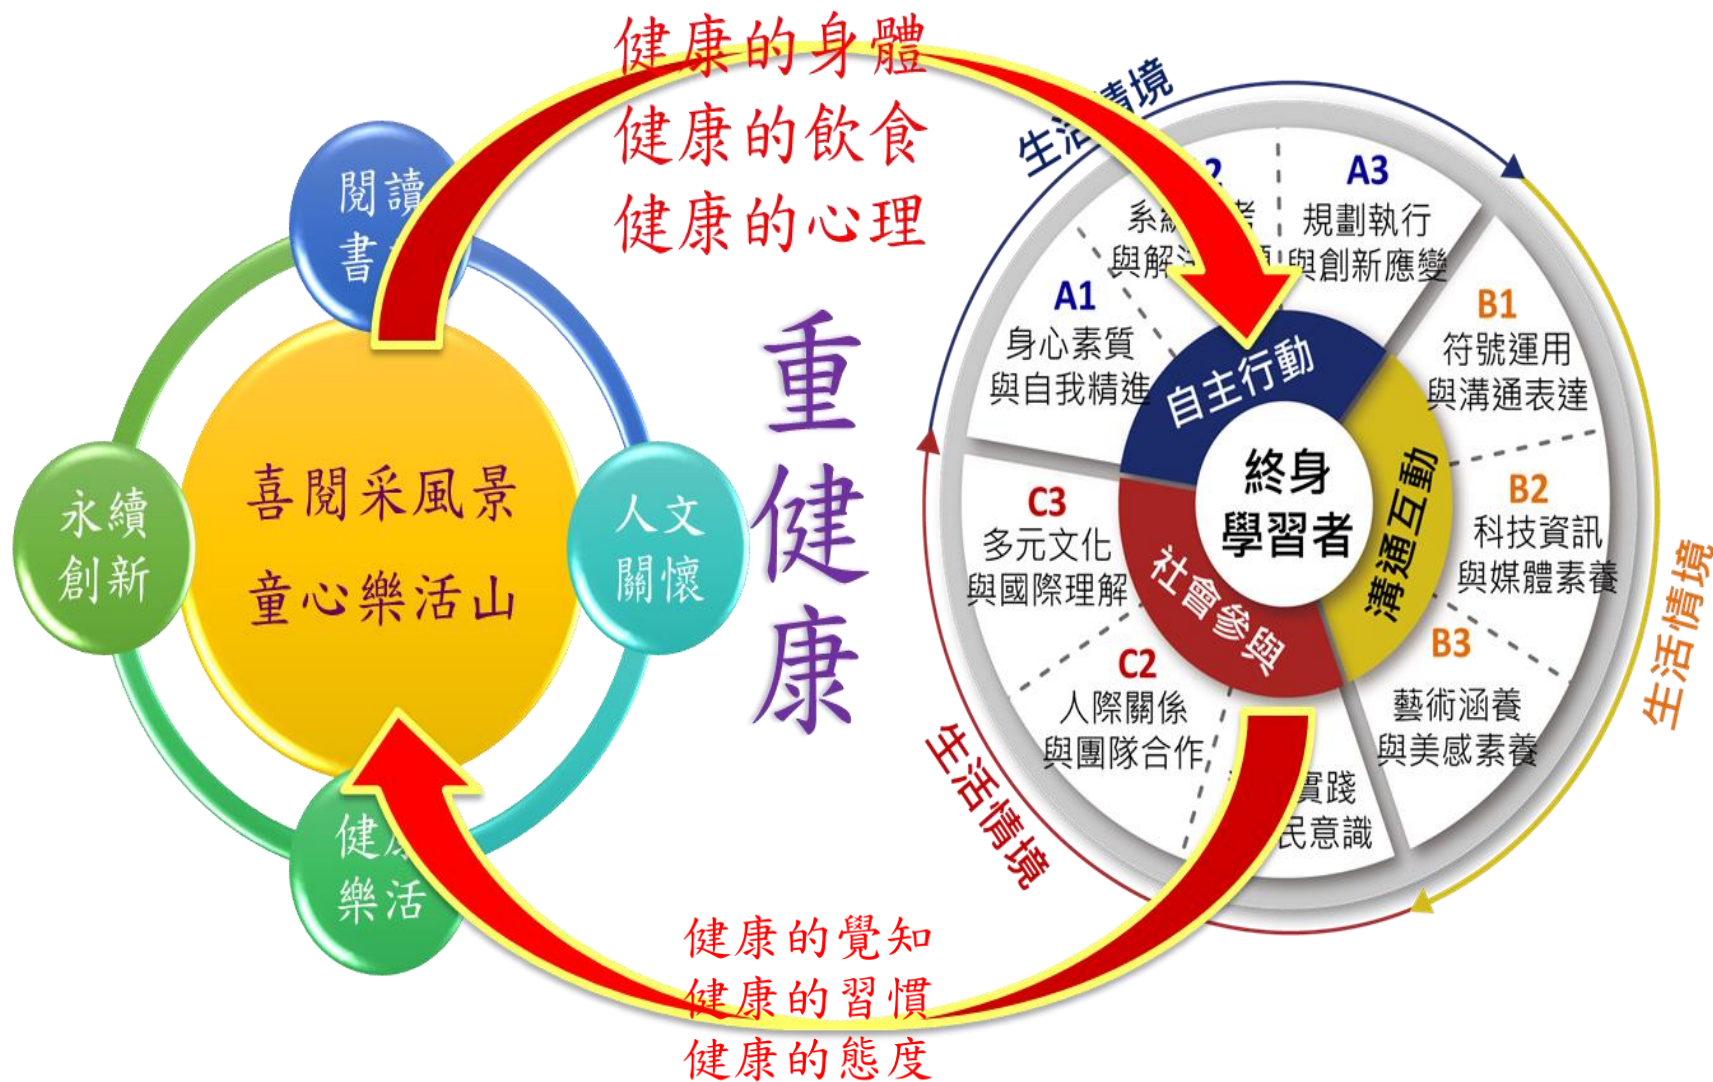 健康的身體
健康的飲食
健康的心理
閱讀
書
永續
創新
喜閱采風景
童心樂活山
人文
關懷
健康
樂活
重健康
生活情境
A3
規劃執行
與創新應變
A1
身心素質
與自我精進
B1
符號運用
與溝通表達
B2
科技資訊
與媒體素養
B3
藝術涵養
與美感素養
C3
多元文化
與國際理解
C2
人際關係
與團隊合作
實踐
民意識
自主行動
溝通互動
社會參與
終身
學習者
生活情境
生活情境
健康的覺知
健康的習慣
健康的態度